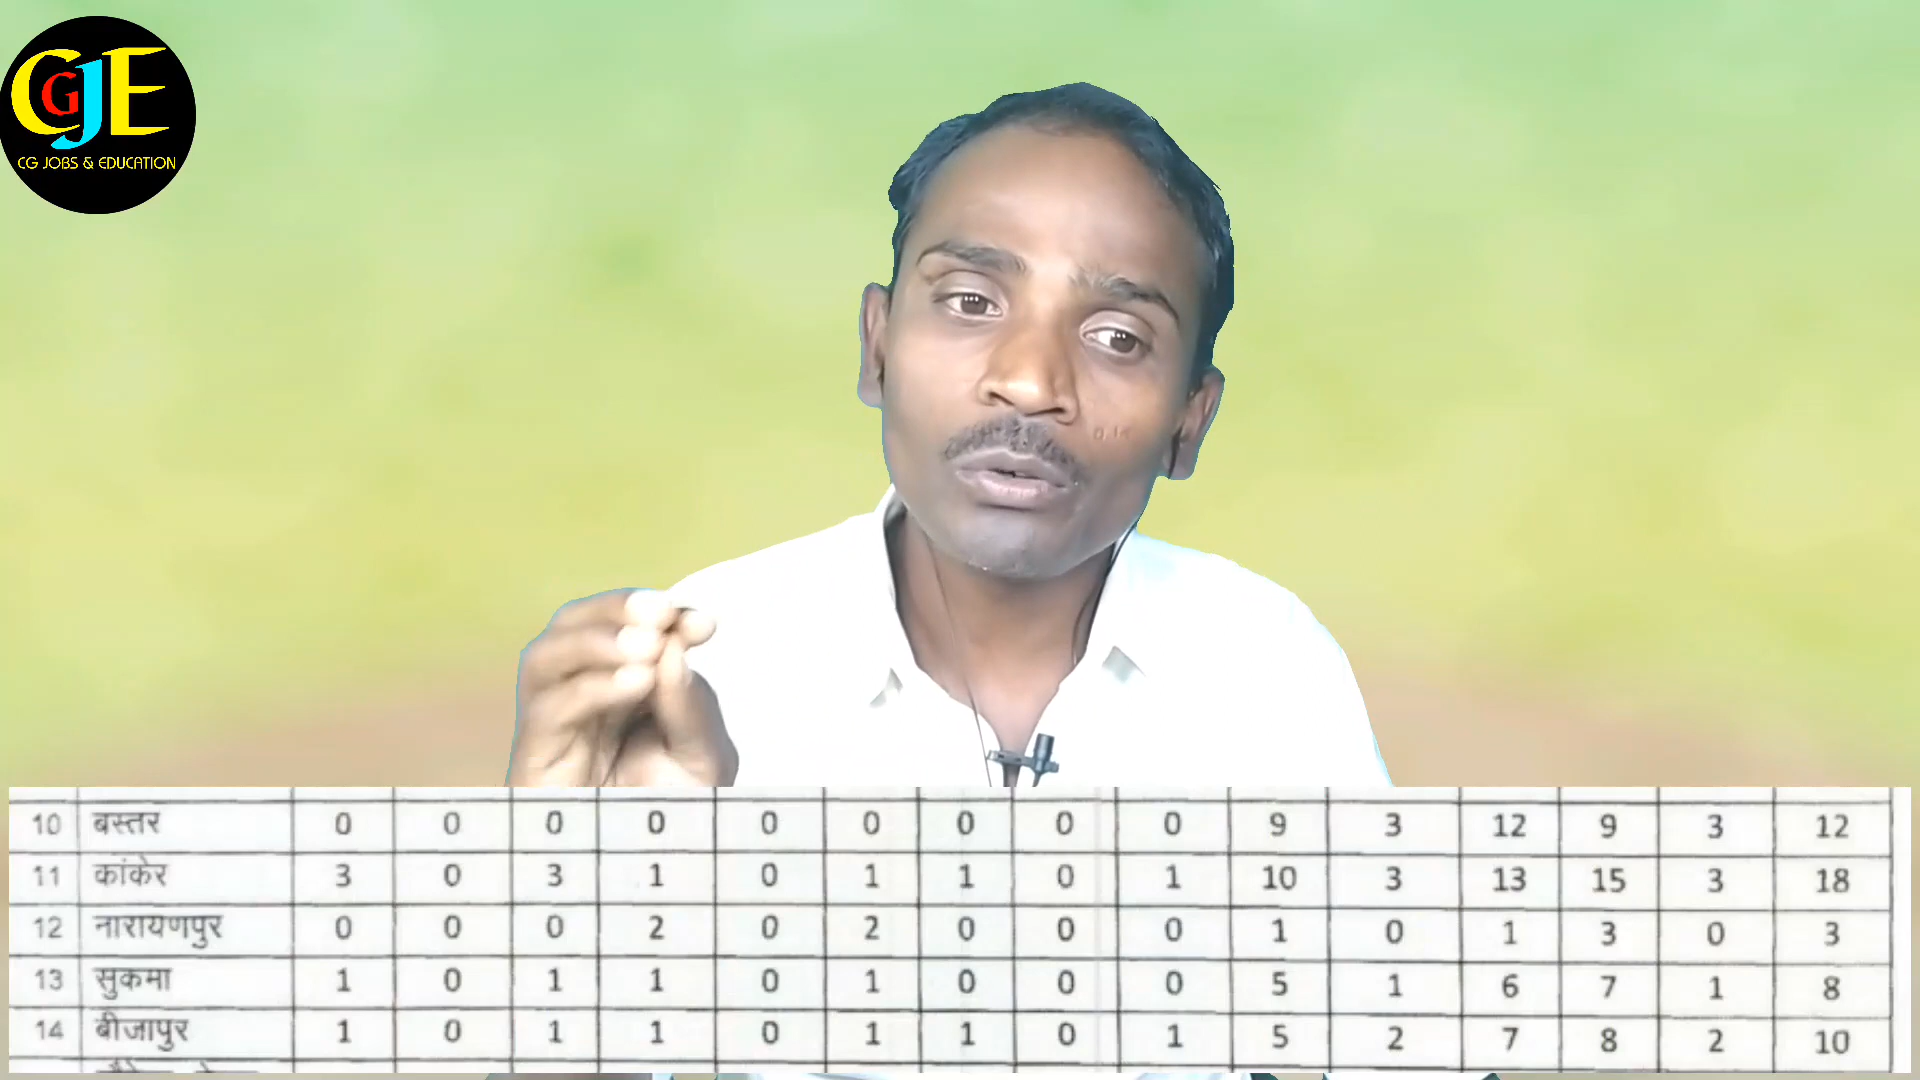 CGJE
CG JOBS & EDUCATION
10 बस्तर 0 0 0 0 0 0 0 0 0 9 3 12 9 3 12
11 कांकेर 3 0 3 1 0 1 1 0 1 10 3 13 15 3 18
12 नारायणपुर 0 0 0 2 0 2 0 0 0 1 0 1 3 0 3
13 सुकमा 1 0 1 1 0 1 0 0 0 5 1 6 7 1 8
14 बीजापुर 1 0 1 1 0 1 1 0 1 5 2 7 8 2 10